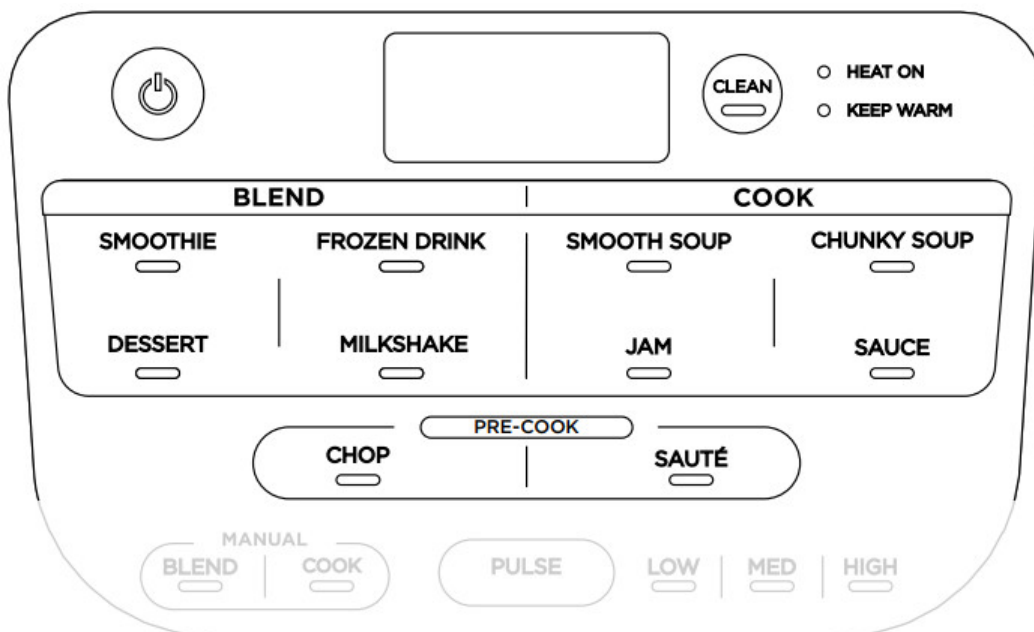 CLEAN
HEAT ON
KEEP WARM
BLEND COOK
SMOOTHIE FROZEN DRINK SMOOTH SOUP CHUNKY SOUP
DESSERT MILKSHAKE JAM SAUCE
PRE-COOK
CHOP SAUTÉ
MANUAL
BLEND COOK PULSE LOW MED HIGH